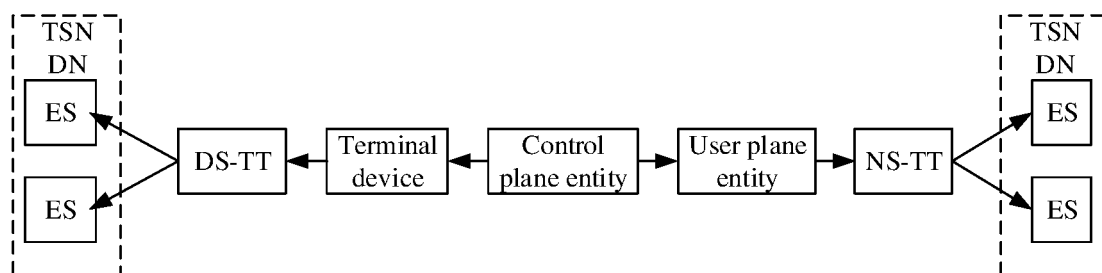 TSN
DN
ES
ES
DS-TT
Terminal
device
Control
plane entity
User plane
entity
NS-TT
TSN
DN
ES
ES